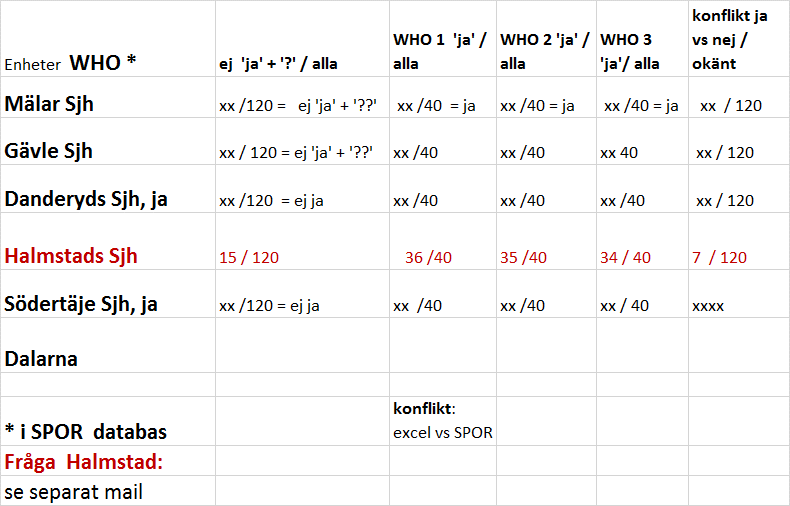 Enheter WHO *	ej 'ja' + '?' / alla	WHO 1 'ja' / alla	WHO 2 'ja' / alla	WHO 3 'ja'/ alla	konflikt ja vs nej / okänt
Mälar Sjh	xx /120 = ej 'ja' + '??'	xx /40 = ja	xx /40 = ja	xx /40 = ja	xx / 120
Gävle Sjh	xx / 120 = ej 'ja' + '??'	xx /40	xx /40	xx 40	xx / 120
Danderyds Sjh, ja	xx /120 = ej ja	xx /40	xx /40	xx /40	xx / 120
Halmstads Sjh	15 / 120	36 /40	35 /40	34 / 40	7 / 120
Södertäje Sjh, ja	xx /120 = ej ja	xx /40	xx /40	xx / 40	xxxx
Dalarna
* i SPOR databas	konflikt: excel vs SPOR
Fråga Halmstad:
se separat mail